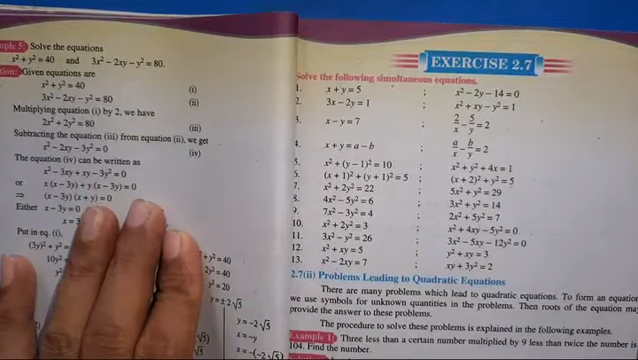 mple 5: Solve the equations
x² + y² = 40 and 3x² – 2xy – y² = 80.
tion: Given equations are
x² + y² = 40 (i)
3x² – 2xy – y² = 80 (ii)
Multiplying equation (i) by 2, we have
2x² + 2y² = 80 (iii)
Subtracting the equation (iii) from equation (ii), we get
x² – 2xy – 3y² = 0 (iv)
The equation (iv) can be written as
x² – 3xy + xy – 3y² = 0
or x (x – 3y) + y (x – 3y) = 0
⇒ (x – 3y) (x + y) = 0
Either x – 3y = 0
x = 3
Put in eq. (i),
(3y)² + y² =
10y²
y²
+ y² = 40
2y² = 40
y² = 20
y = ± 2√5
y = –2√5
x = –y
x = –(–2√5)
EXERCISE 2.7
Solve the following simultaneous equations.
1. x + y = 5 ; x² – 2y – 14 = 0
2. 3x – 2y = 1 ; x² + xy – y² = 1
3. x – y = 7 ; 2/x – 5/y = 2
4. x + y = a – b ; a/x – b/y = 2
5. x² + (y – 1)² = 10 ; x² + y² + 4x = 1
6. (x + 1)² + (y + 1)² = 5 ; (x + 2)² + y² = 5
7. x² + 2y² = 22 ; 5x² + y² = 29
8. 4x² – 5y² = 6 ; 3x² + y² = 14
9. 7x² – 3y² = 4 ; 2x² + 5y² = 7
10. x² + 2y² = 3 ; x² + 4xy – 5y² = 0
11. 3x² – y² = 26 ; 3x² – 5xy – 12y² = 0
12. x² + xy = 5 ; y² + xy = 3
13. x² – 2xy = 7 ; xy + 3y² = 2
2.7(ii) Problems Leading to Quadratic Equations
There are many problems which lead to quadratic equations. To form an equation
we use symbols for unknown quantities in the problems. Then roots of the equation may
provide the answer to these problems.
The procedure to solve these problems is explained in the following examples.
Example 1: Three less than a certain number multiplied by 9 less than twice the number is
104. Find the number.